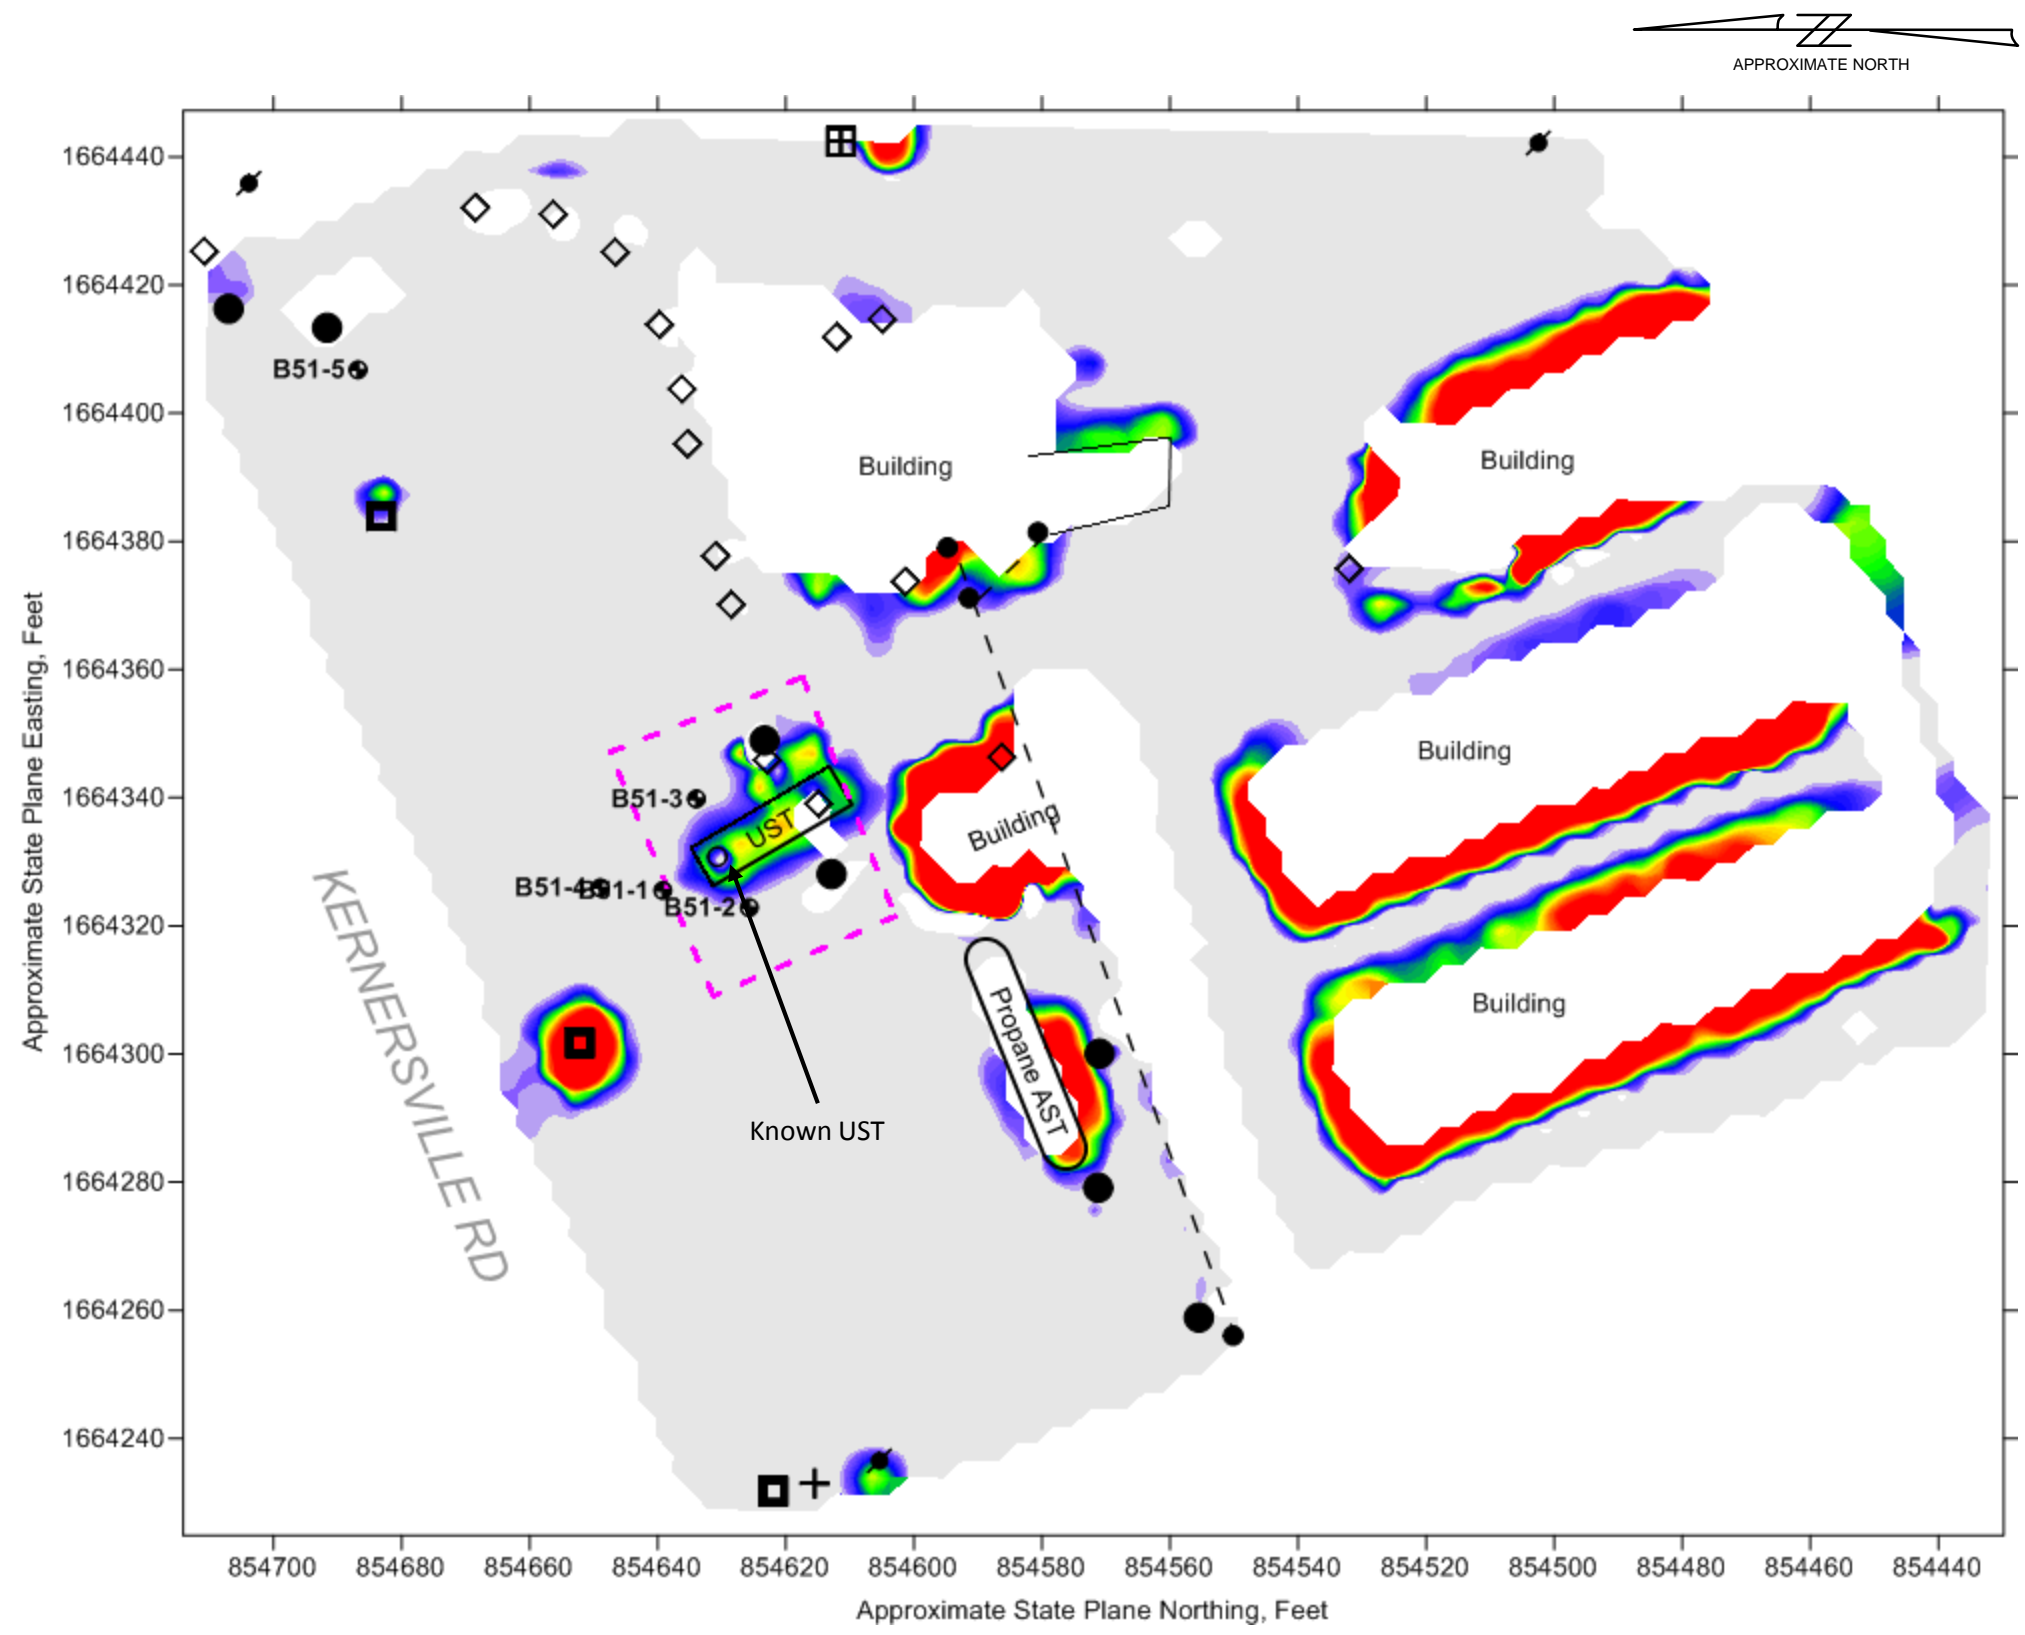 APPROXIMATE NORTH
1664440
1664420
B51-5
1664400
Building
Building
1664380
1664360
Building
B51-3
1664340
UST
Building
B51-4
B51-1
B51-2
1664320
KERNERSVILLE RD
Propane AST
Building
1664300
Known UST
1664280
1664260
1664240
Approximate State Plane Easting, Feet
854700 854680 854660 854640 854620 854600 854580 854560 854540 854520 854500 854480 854460 854440
Approximate State Plane Northing, Feet